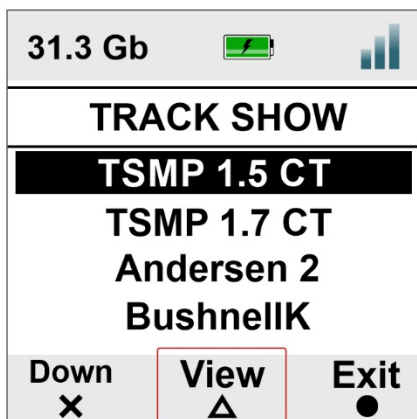 31.3 Gb
TRACK SHOW
TSMP 1.5 CT
TSMP 1.7 CT
Andersen 2
BushnellK
Down View Exit